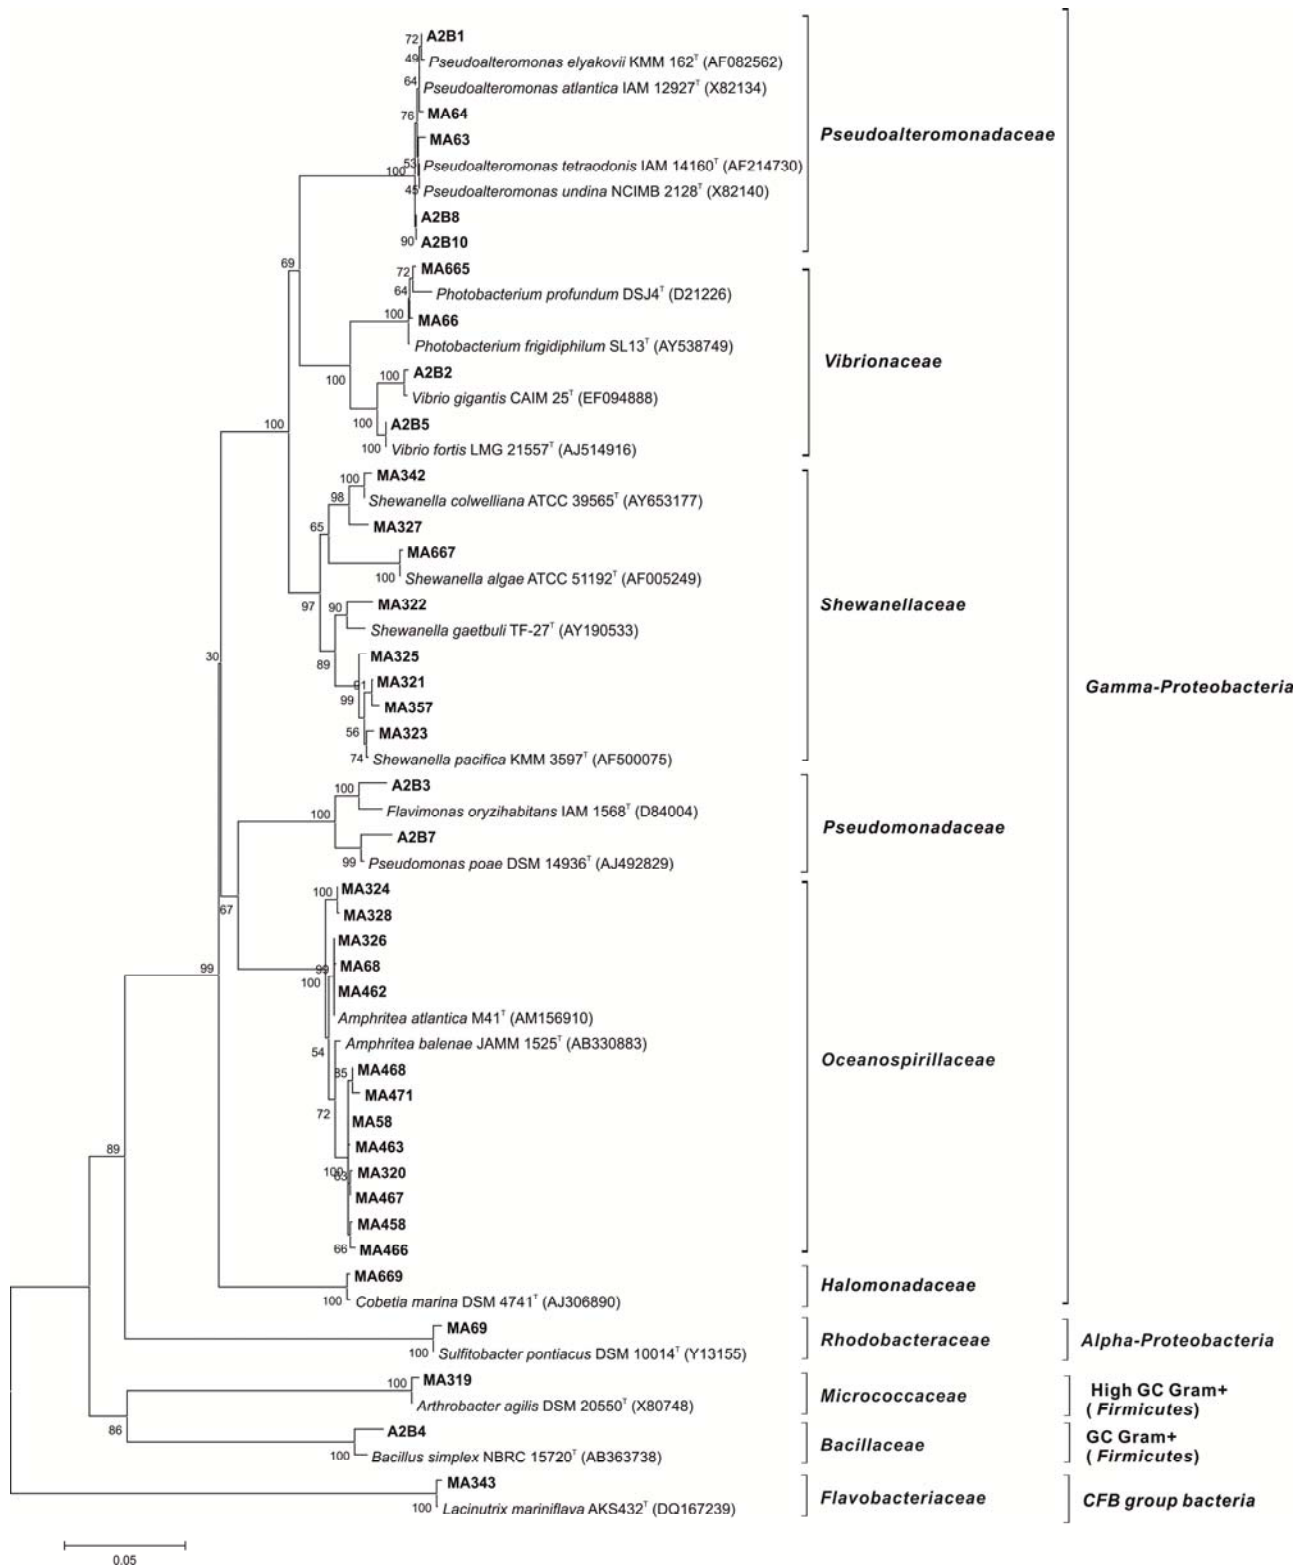 A2B1
72
49
Pseudoalteromonas elyakovii KMM 162T (AF082562)
64
Pseudoalteromonas atlantica IAM 12927T (X82134)
76
MA64
MA63
53
Pseudoalteromonas tetraodonis IAM 14160T (AF214730)
100
45
Pseudoalteromonas undina NCIMB 2128T (X82140)
A2B8
90
A2B10
Pseudoalteromonadaceae
69
MA665
72
64
Photobacterium profundum DSJ4T (D21226)
100
MA66
Photobacterium frigidiphilum SL13T (AY538749)
100
100
A2B2
Vibrio gigantis CAIM 25T (EF094888)
100
A2B5
100
Vibrio fortis LMG 21557T (AJ514916)
Vibrionaceae
100
MA342
100
98
Shewanella colwelliana ATCC 39565T (AY653177)
65
MA327
MA667
100
Shewanella algae ATCC 51192T (AF005249)
97
90
MA322
Shewanella gaetbuli TF-27T (AY190533)
89
MA325
91
MA321
99
MA357
56
MA323
74
Shewanella pacifica KMM 3597T (AF500075)
Shewanellaceae
30
Gamma-Proteobacteria
100
A2B3
100
Flavimonas oryzihabitans IAM 1568T (D84004)
A2B7
99
Pseudomonas poae DSM 14936T (AJ492829)
Pseudomonadaceae
67
100
MA324
MA328
MA326
99
MA68
100
MA462
Amphritea atlantica M41T (AM156910)
54
Amphritea balenae JAMM 1525T (AB330883)
85
MA468
MA471
72
MA58
MA463
100
63
MA320
MA467
MA458
66
MA466
Oceanospirillaceae
99
MA669
100
Cobetia marina DSM 4741T (AJ306890)
Halomonadaceae
89
MA69
100
Sulfitobacter pontiacus DSM 10014T (Y13155)
Rhodobacteraceae
Alpha-Proteobacteria
100
MA319
Arthrobacter agilis DSM 20550T (X80748)
Micrococcaceae
High GC Gram+
(Firmicutes)
86
A2B4
100
Bacillus simplex NBRC 15720T (AB363738)
Bacillaceae
GC Gram+
(Firmicutes)
MA343
100
Lacinutrix mariniflava AKS432T (DQ167239)
Flavobacteriaceae
CFB group bacteria
0.05